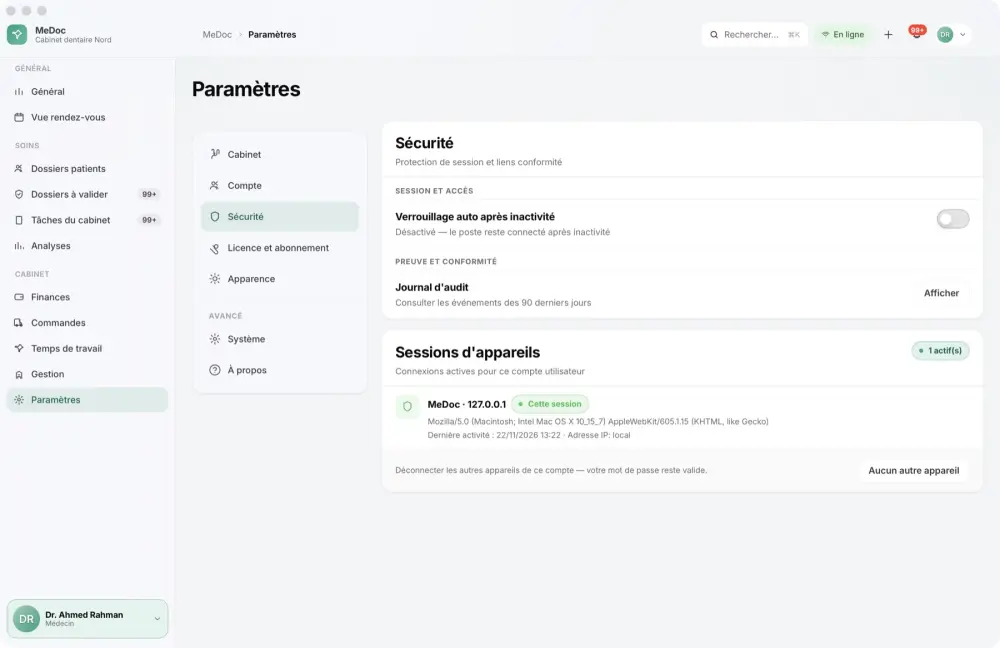 MeDoc
Cabinet dentaire Nord
MeDoc › Paramètres
Rechercher... ⌘K
En ligne
99+
DR
GÉNÉRAL
Général
Vue rendez-vous
SOINS
Dossiers patients
Dossiers à valider 99+
Tâches du cabinet 99+
Analyses
CABINET
Finances
Commandes
Temps de travail
Gestion
Paramètres
DR
Dr. Ahmed Rahman
Medecin
Paramètres
Cabinet
Compte
Sécurité
Licence et abonnement
Apparence
AVANCÉ
Système
À propos
Sécurité
Protection de session et liens conformité
SESSION ET ACCÈS
Verrouillage auto après inactivité
Désactivé — le poste reste connecté après inactivité
PREUVE ET CONFORMITÉ
Journal d'audit
Consulter les événements des 90 derniers jours
Afficher
Sessions d'appareils
1 actif(s)
Connexions actives pour ce compte utilisateur
MeDoc · 127.0.0.1 Cette session
Mozilla/5.0 (Macintosh; Intel Mac OS X 10_15_7) AppleWebKit/605.1.15 (KHTML, like Gecko)
Dernière activité : 22/11/2026 13:22 · Adresse IP: local
Déconnecter les autres appareils de ce compte — votre mot de passe reste valide.
Aucun autre appareil